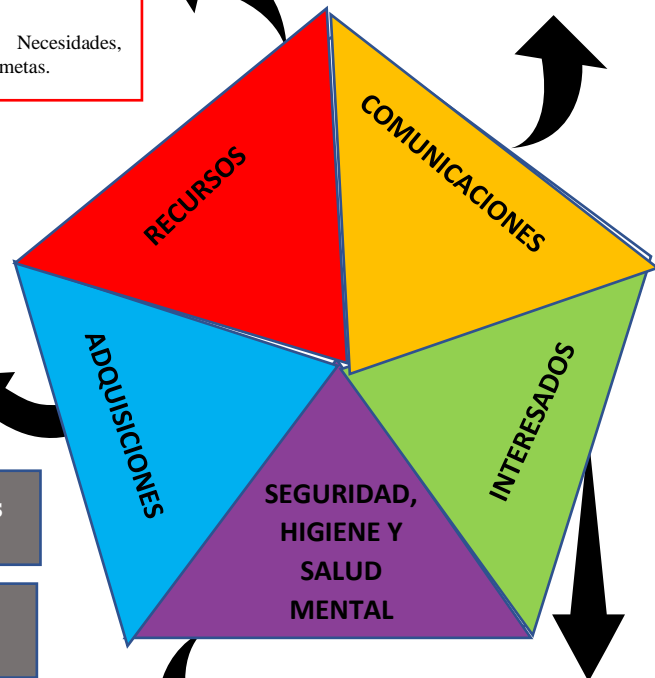 Necesidades,
metas.
RECURSOS
COMUNICACIONES
ADQUISICIONES
INTERESADOS
SEGURIDAD,
HIGIENE Y
SALUD
MENTAL